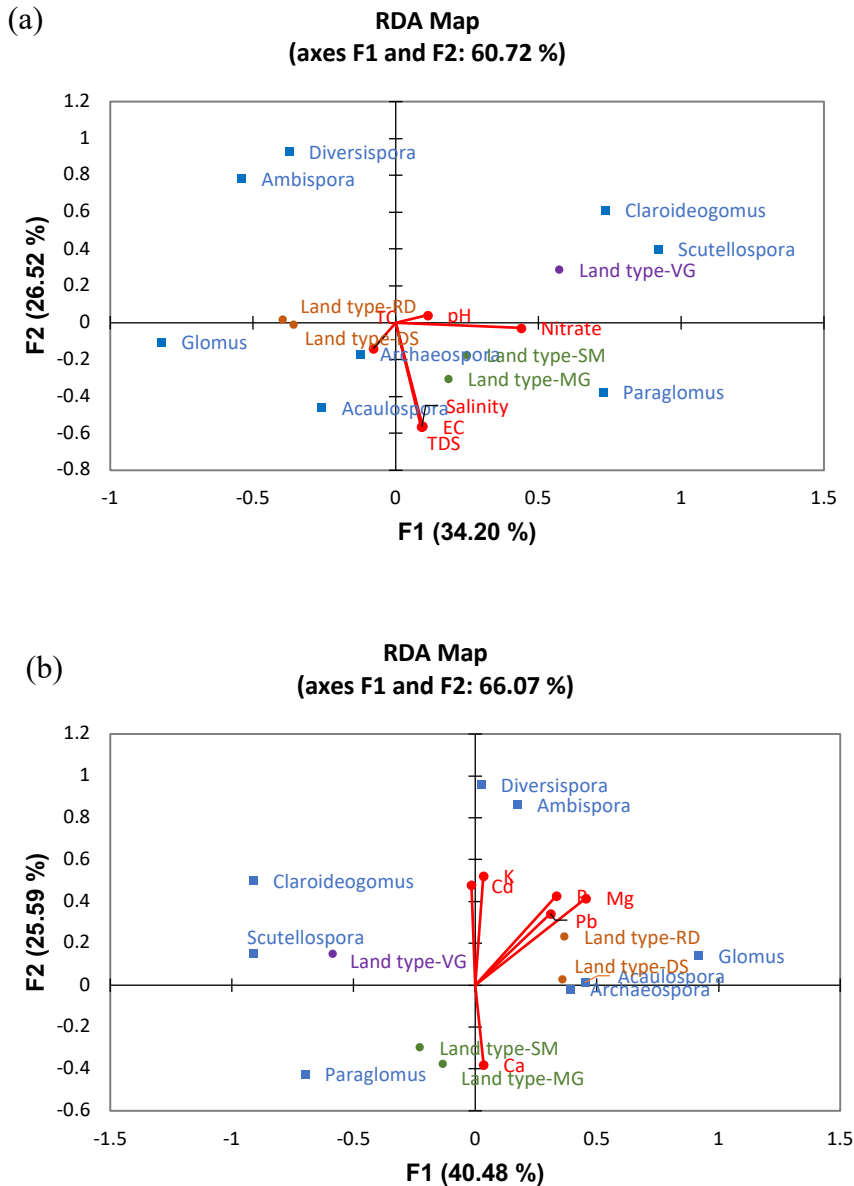 (a)
RDA Map
(axes F1 and F2: 60.72 %)
1.2
1
0.8
0.6
0.4
0.2
0
-0.2
-0.4
-0.6
-0.8
F2 (26.52 %)
Diversispora
Ambispora
Claroideogomus
Scutellospora
Land type-VG
Land type-RD
TC
pH
Nitrate
Land type-DS
Glomus
Archaeospora
Land type-SM
Land type-MG
Paraglomus
Acaulospora
Salinity
EC
TDS
-1
-0.5
0
0.5
1
1.5
F1 (34.20 %)
(b)
RDA Map
(axes F1 and F2: 66.07 %)
1.2
1
0.8
0.6
0.4
0.2
0
-0.2
-0.4
-0.6
F2 (25.59 %)
Diversispora
Ambispora
Claroideogomus
K
Cd
P
Mg
Pb
Scutellospora
Land type-RD
Land type-VG
Glomus
Land type-DS
Acaulospora
Archaeospora
Land type-SM
Paraglomus
Land type-MG
Ca
-1.5
-1
-0.5
0
0.5
1
1.5
F1 (40.48 %)